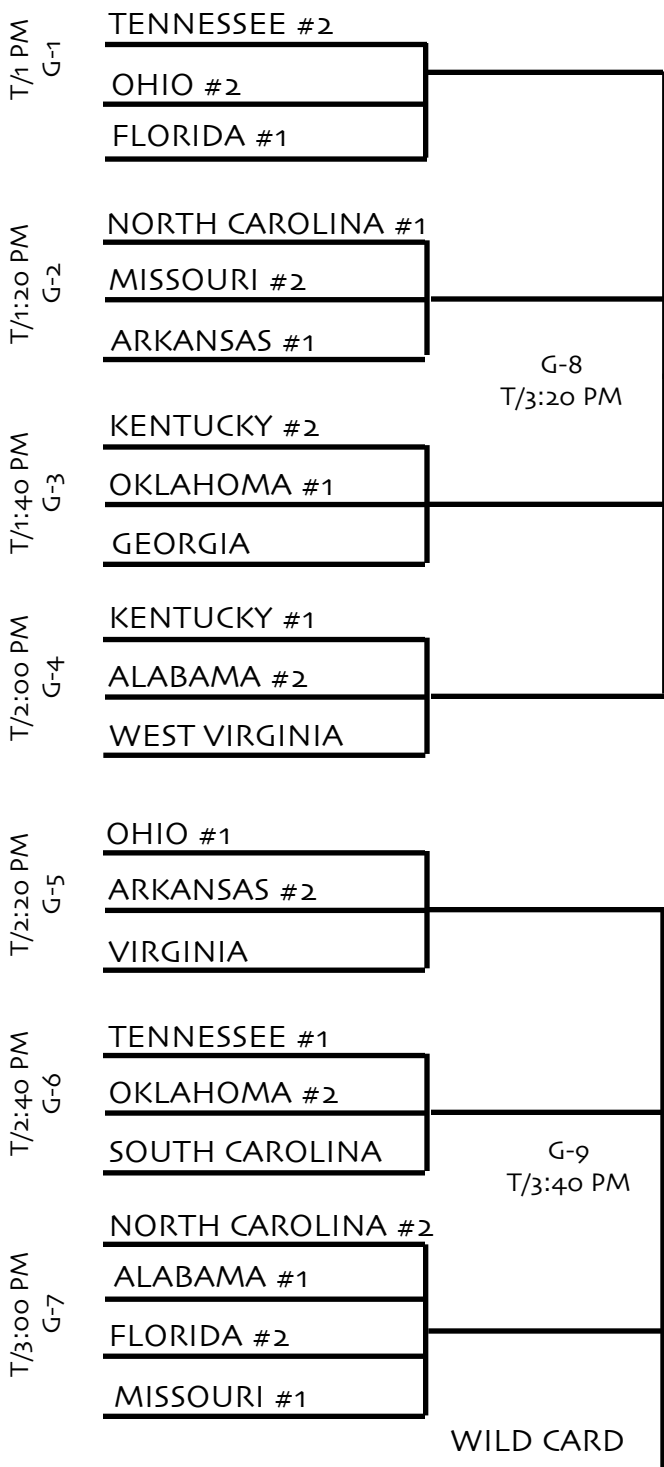 T/1 PM
G-1
TENNESSEE #2
OHIO #2
FLORIDA #1
T/1:20 PM
G-2
NORTH CAROLINA #1
MISSOURI #2
ARKANSAS #1
G-8
T/3:20 PM
T/1:40 PM
G-3
KENTUCKY #2
OKLAHOMA #1
GEORGIA
T/2:00 PM
G-4
KENTUCKY #1
ALABAMA #2
WEST VIRGINIA
T/2:20 PM
G-5
OHIO #1
ARKANSAS #2
VIRGINIA
T/2:40 PM
G-6
TENNESSEE #1
OKLAHOMA #2
SOUTH CAROLINA
G-9
T/3:40 PM
T/3:00 PM
G-7
NORTH CAROLINA #2
ALABAMA #1
FLORIDA #2
MISSOURI #1
WILD CARD